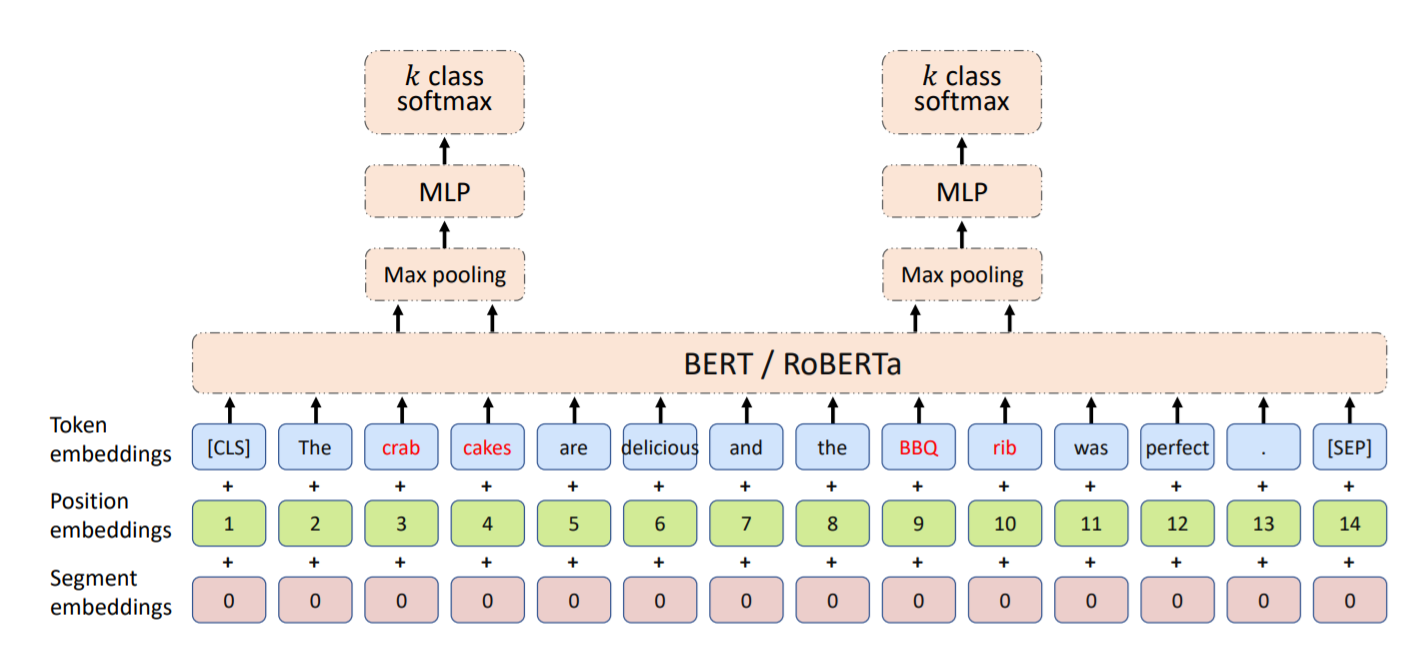 k class
softmax
k class
softmax
MLP
MLP
Max pooling
Max pooling
BERT / RoBERTa
Token
embeddings
[CLS] The crab cakes are delicious and the BBQ rib was perfect . [SEP]
+ + + + + + + + + + + + + +
Position
embeddings
1 2 3 4 5 6 7 8 9 10 11 12 13 14
+ + + + + + + + + + + + + +
Segment
embeddings
0 0 0 0 0 0 0 0 0 0 0 0 0 0